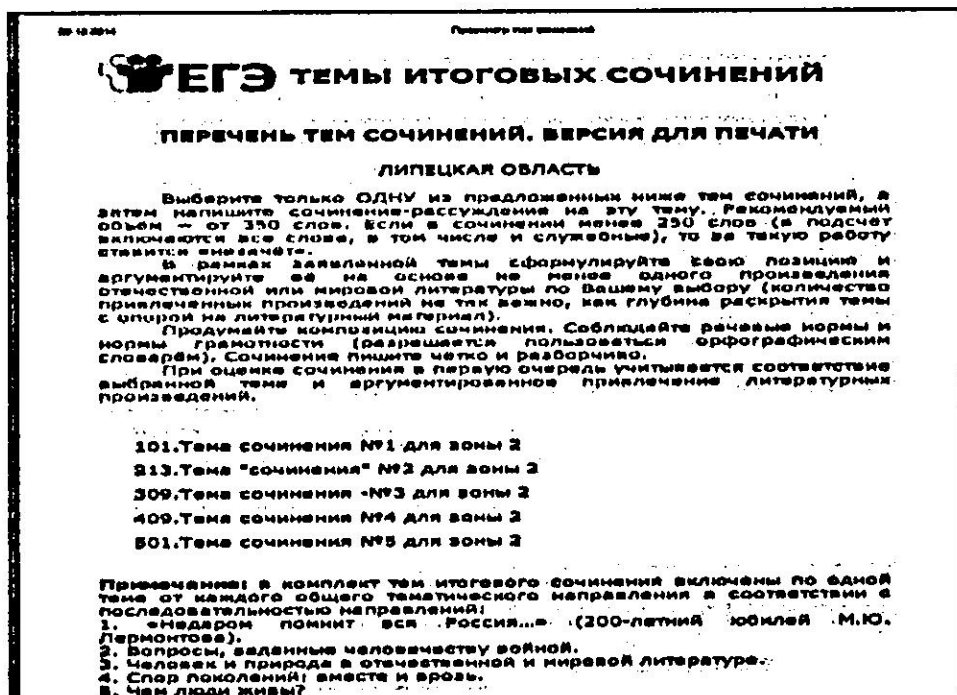 ЕГЭ ТЕМЫ ИТОГОВЫХ СОЧИНЕНИЙ
ПЕРЕЧЕНЬ ТЕМ СОЧИНЕНИЙ. ВЕРСИЯ ДЛЯ ПЕЧАТИ
ЛИПЕЦКАЯ ОБЛАСТЬ
Выберите только ОДНУ из предложенных ниже тем сочинений, а
затем напишите сочинение-рассуждение на эту тему. Рекомендуемый
объём – от 350 слов. Если в сочинении менее 250 слов (в подсчёт
включаются все слова, в том числе и служебные), то за такую работу
ставится «незачёт».
В рамках заявленной темы сформулируйте свою позицию и
аргументируйте её на основе не менее одного произведения
отечественной или мировой литературы по Вашему выбору (количество
привлечённых произведений не так важно, как глубина раскрытия темы
с опорой на литературный материал).
Продумайте композицию сочинения. Соблюдайте речевые нормы и
нормы грамотности (разрешается пользоваться орфографическим
словарём). Сочинение пишите чётко и разборчиво.
При оценке сочинения в первую очередь учитывается соответствие
выбранной теме и аргументированное привлечение литературных
произведений.
101.Тема сочинения №1 для зоны 2
213.Тема "сочинения" №2 для зоны 2
309.Тема сочинения №3 для зоны 2
409.Тема сочинения №4 для зоны 2
501.Тема сочинения №5 для зоны 2
Примечание: в комплект тем итогового сочинения включены по одной
теме от каждого общего тематического направления в соответствии с
последовательностью направлений:
1. «Недаром помнит вся Россия...» (200-летний юбилей М.Ю.
Лермонтова).
2. Вопросы, заданные человечеству войной.
3. Человек и природа в отечественной и мировой литературе.
4. Спор поколений: вместе и врозь.
5. Чем люди живы?